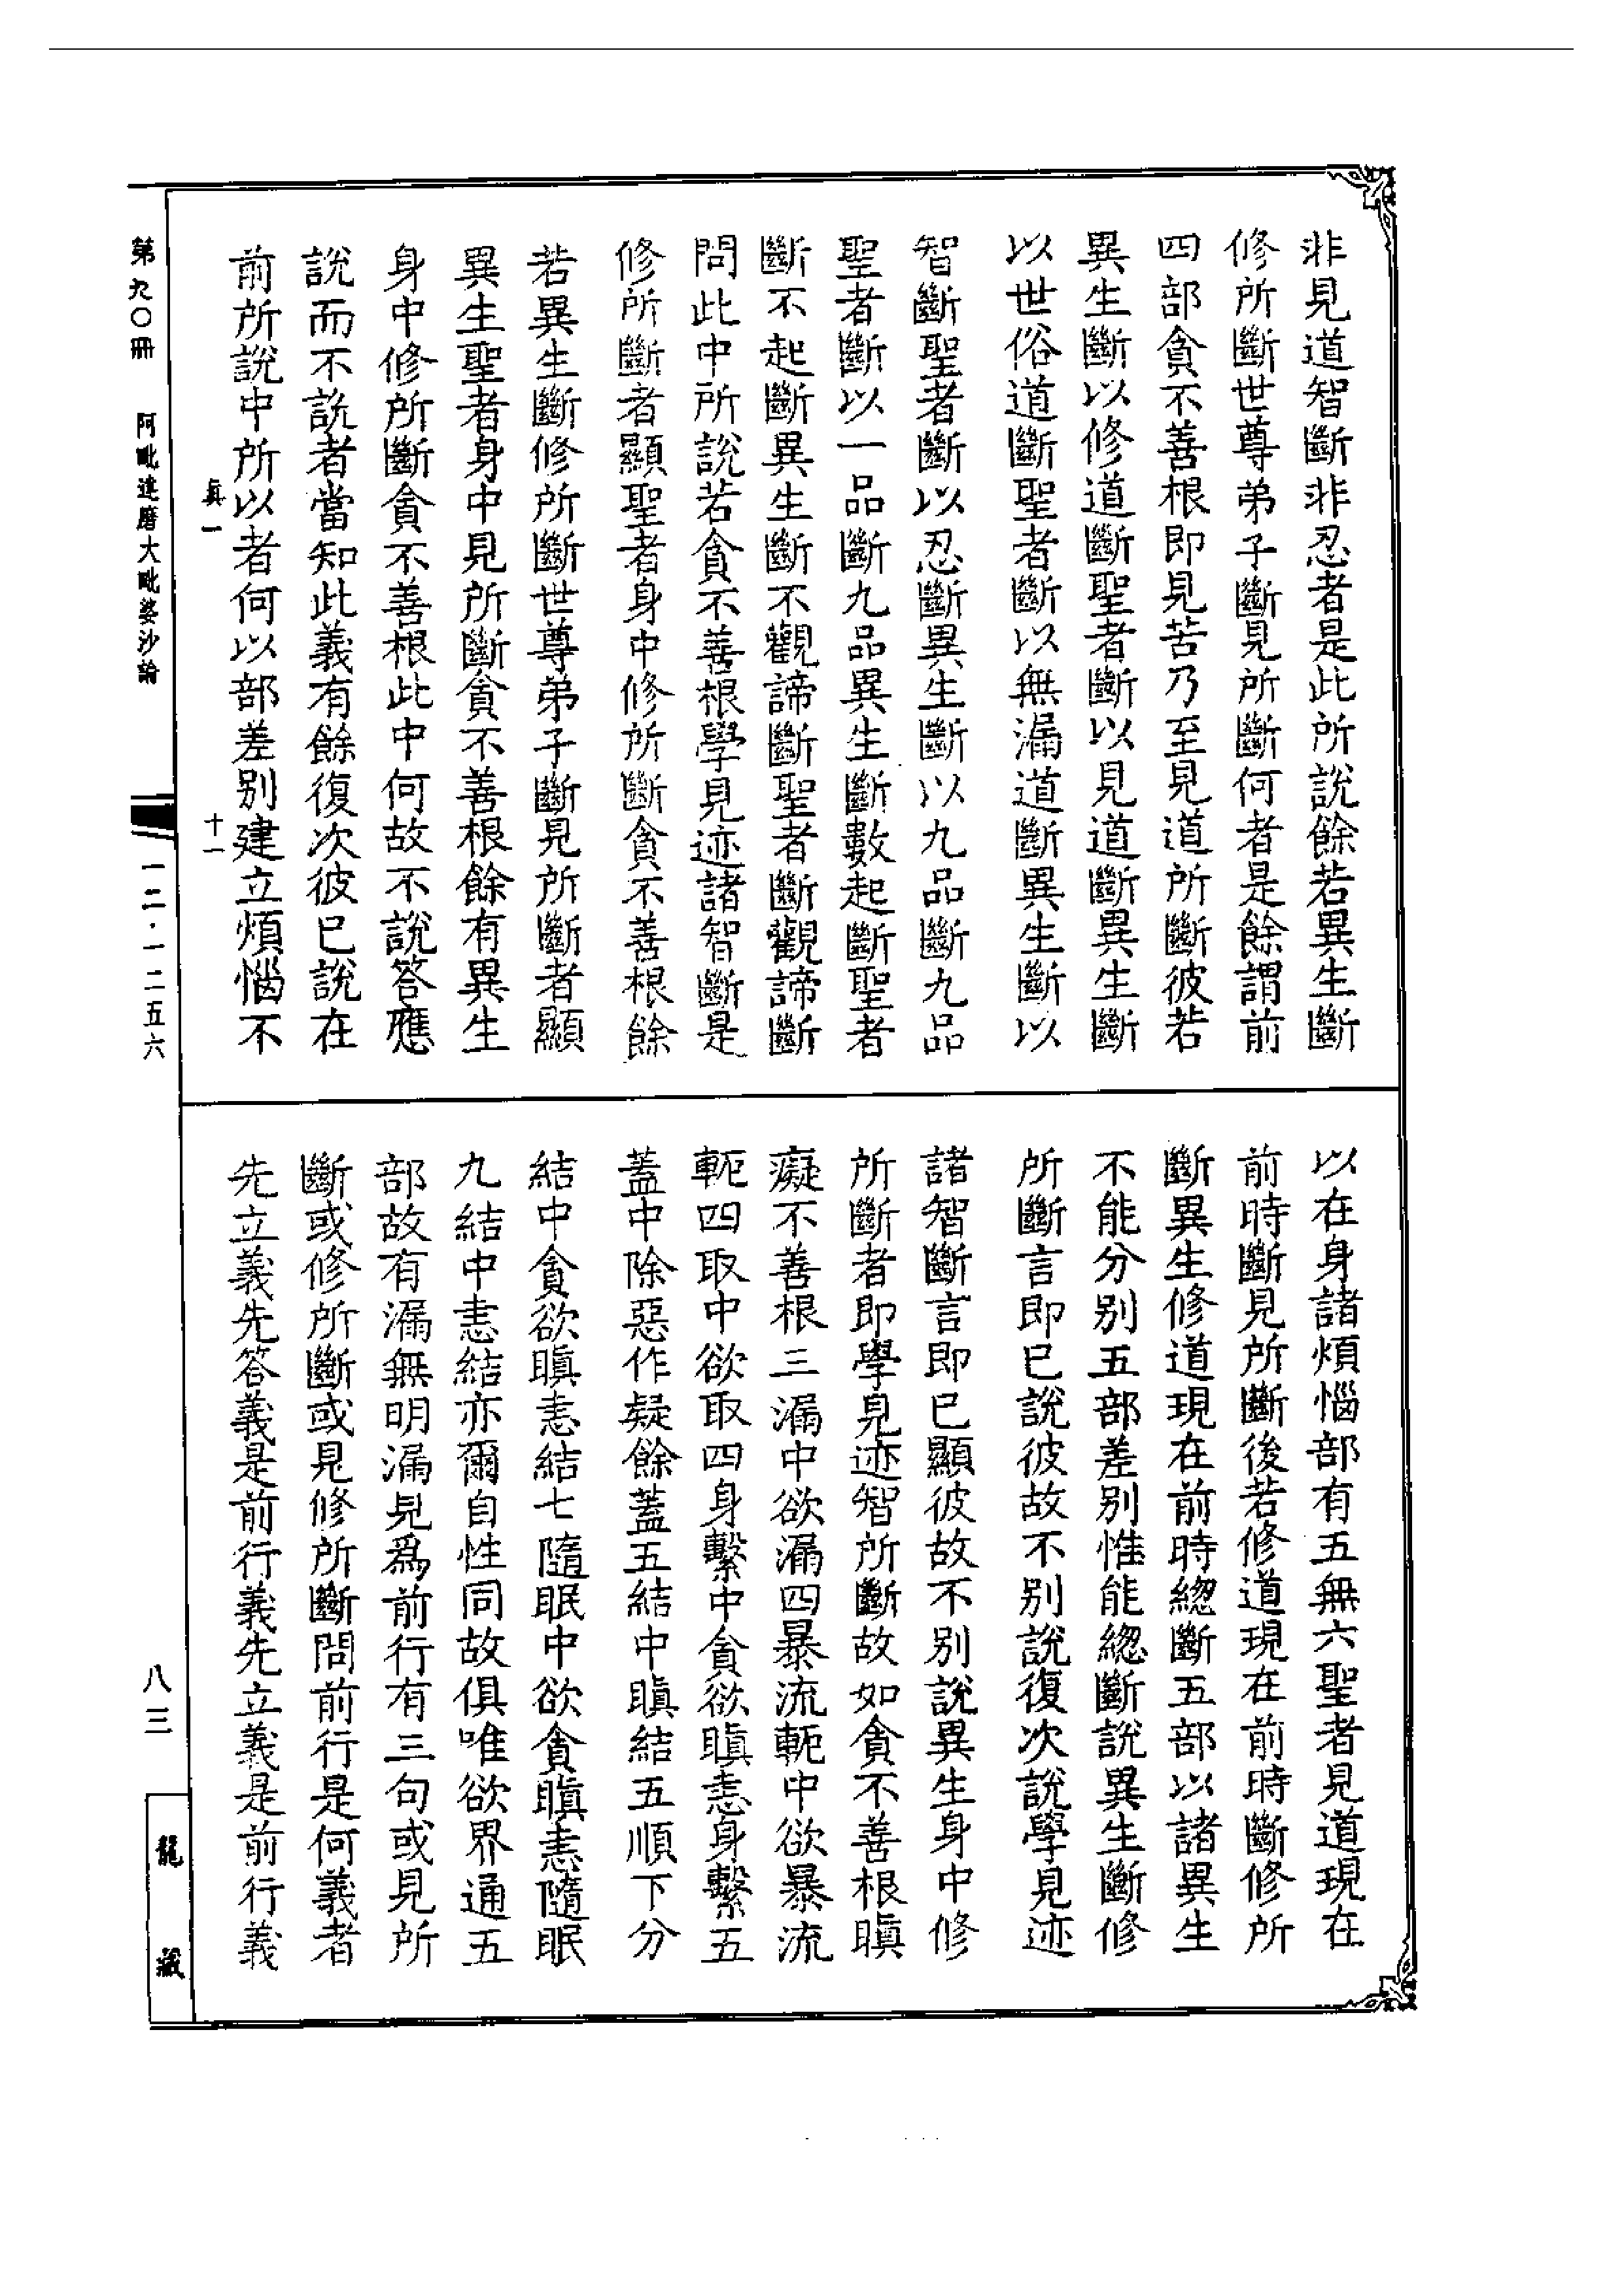 非見道智斷非忍者是此所說餘若異生斷
修所斷世尊弟子斷見所斷何者是餘謂前
四部貪不善根即見苦乃至見道所斷彼若
異生斷以修道斷聖者斷以見道斷異生斷
以世俗道斷聖者斷以無漏道斷異生斷以
智斷聖者斷以忍斷異生斷以九品斷九品
聖者斷以一品斷九品異生斷數起斷聖者
斷不起斷異生斷不觀諦斷聖者斷觀諦斷
問此中所說若貪不善根學見迹諸智斷是
修所斷者顯聖者身中修所斷貪不善根餘
若異生斷修所斷世尊弟子斷見所斷者顯
異生聖者身中見所斷貪不善根餘有異生
身中修所斷貪不善根此中何故不說答應
說而不說者當知此義有餘復次彼已說在
前所說中所以者何以部差別建立煩惱不
以在身諸煩惱部有五無六聖者見道現在
前時斷見所斷後若修道現在前時斷修所
斷異生修道現在前時緫斷五部以諸異生
不能分別五部差別惟能緫斷說異生斷修
所斷言即已說彼故不別說復次說學見迹
諸智斷言即已顯彼故不別說異生身中修
所斷者即學見迹智所斷故如貪不善根瞋
癡不善根三漏中欲漏四暴流軛中欲暴流
軛四取中欲取四身繫中貪欲瞋恚身繫五
蓋中除惡作疑餘蓋五結中瞋結五順下分
結中貪欲瞋恚結七隨眠中欲貪瞋恚隨眠
九結中恚結亦爾自性同故俱唯欲界通五
部故有漏無明漏見為前行有三句或見所
斷或修所斷或見修所斷問前行是何義者
先立義先答義是前行義先立義是前行義
真一
十一
第九〇冊
阿毗達磨大毗婆沙論
一二·一二五六
八三
龍藏